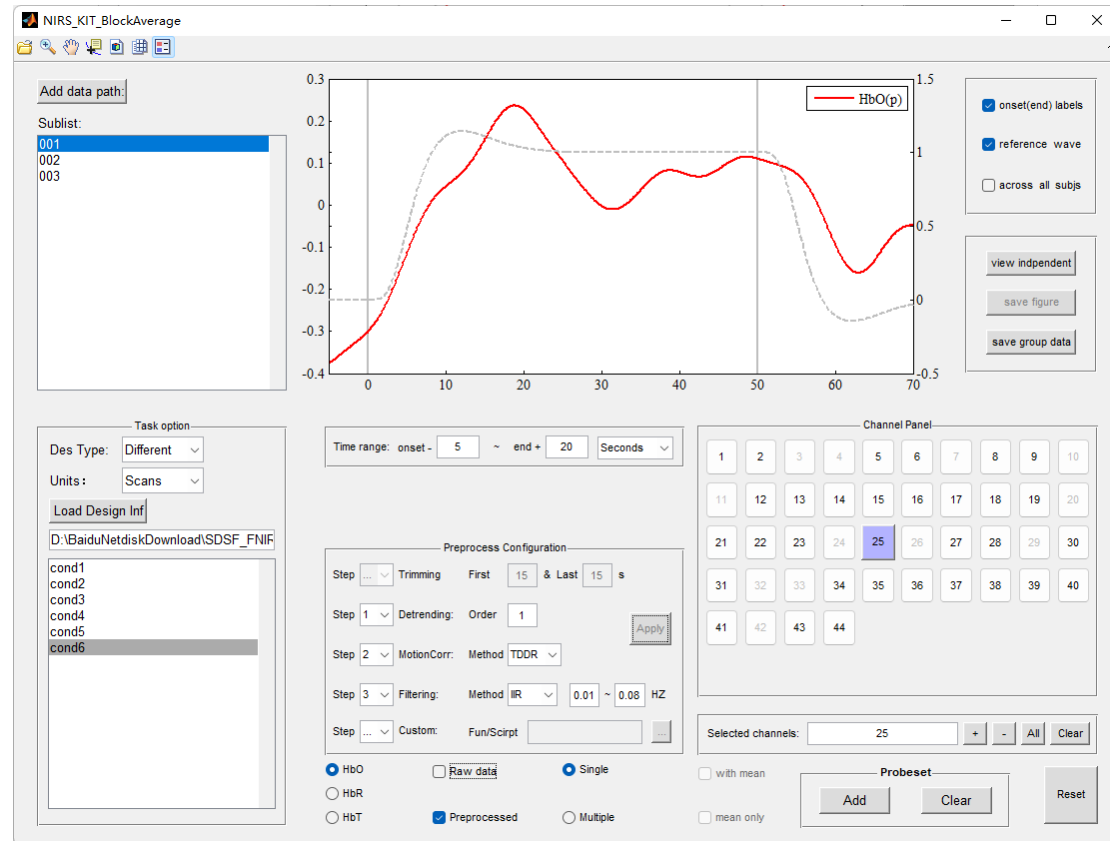 NIRS_KIT_BlockAverage
Add data path:
Sublist:
001
002
003
0.3
0.2
0.1
0
-0.1
-0.2
-0.3
-0.4
0 10 20 30 40 50 60 70
1.5
1
0.5
0
-0.5
HbO(p)
onset(end) labels
reference wave
across all subjs
view indpendent
save figure
save group data
Task option
Des Type: Different
Units: Scans
Load Design Inf
D:\BaiduNetdiskDownload\SDSF_FNIR
cond1
cond2
cond3
cond4
cond5
cond6
Time range: onset - 5 ~ end + 20 Seconds
Preprocess Configuration
Step ... Trimming First 15 & Last 15 s
Step 1 Detrending: Order 1
Apply
Step 2 MotionCorr: Method TDDR
Step 3 Filtering: Method IIR 0.01 ~ 0.08 HZ
Step ... Custom: Fun/Scirpt ...
HbO Raw data Single
HbR
HbT Preprocessed Multiple
Channel Panel
1 2 3 4 5 6 7 8 9 10
11 12 13 14 15 16 17 18 19 20
21 22 23 24 25 26 27 28 29 30
31 32 33 34 35 36 37 38 39 40
41 42 43 44
Selected channels: 25 + - All Clear
with mean
mean only
Probeset
Add Clear
Reset